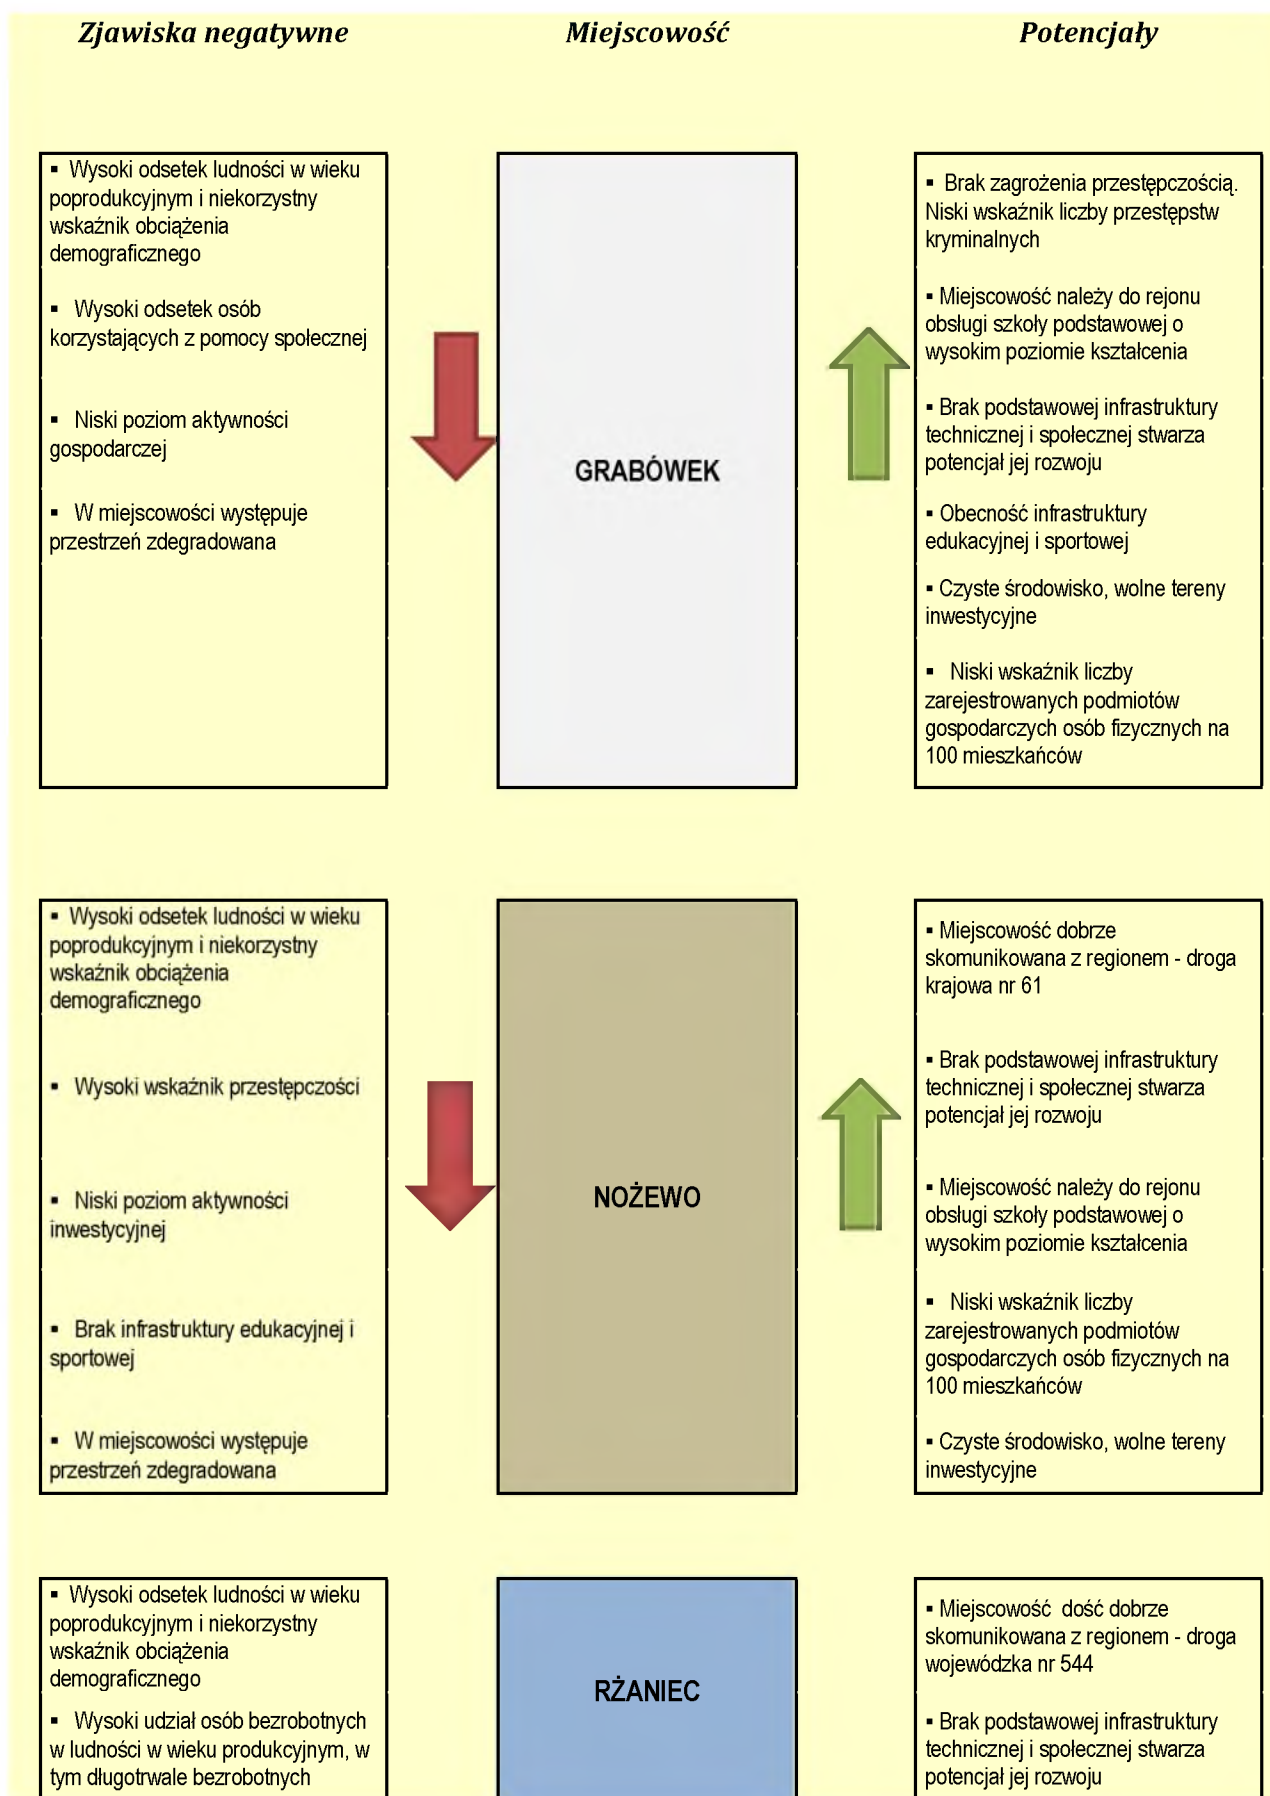 Zjawiska negatywne
Miejscowość
Potencjały
▪ Wysoki odsetek ludności w wieku
poprodukcyjnym i niekorzystny
wskaźnik obciążenia
demograficznego
▪ Wysoki odsetek osób
korzystających z pomocy społecznej
▪ Niski poziom aktywności
gospodarczej
▪ W miejscowości występuje
przestrzeń zdegradowana
GRABÓWEK
▪ Brak zagrożenia przestępczością.
Niski wskaźnik liczby przestępstw
kryminalnych
▪ Miejscowość należy do rejonu
obsługi szkoły podstawowej o
wysokim poziomie kształcenia
▪ Brak podstawowej infrastruktury
technicznej i społecznej stwarza
potencjał jej rozwoju
▪ Obecność infrastruktury
edukacyjnej i sportowej
▪ Czyste środowisko, wolne tereny
inwestycyjne
▪ Niski wskaźnik liczby
zarejestrowanych podmiotów
gospodarczych osób fizycznych na
100 mieszkańców
▪ Wysoki odsetek ludności w wieku
poprodukcyjnym i niekorzystny
wskaźnik obciążenia
demograficznego
▪ Wysoki wskaźnik przestępczości
▪ Niski poziom aktywności
inwestycyjnej
▪ Brak infrastruktury edukacyjnej i
sportowej
▪ W miejscowości występuje
przestrzeń zdegradowana
NOŻEWO
▪ Miejscowość dobrze
skomunikowana z regionem - droga
krajowa nr 61
▪ Brak podstawowej infrastruktury
technicznej i społecznej stwarza
potencjał jej rozwoju
▪ Miejscowość należy do rejonu
obsługi szkoły podstawowej o
wysokim poziomie kształcenia
▪ Niski wskaźnik liczby
zarejestrowanych podmiotów
gospodarczych osób fizycznych na
100 mieszkańców
▪ Czyste środowisko, wolne tereny
inwestycyjne
▪ Wysoki odsetek ludności w wieku
poprodukcyjnym i niekorzystny
wskaźnik obciążenia
demograficznego
▪ Wysoki udział osób bezrobotnych
w ludności w wieku produkcyjnym, w
tym długotrwale bezrobotnych
RŻANIEC
▪ Miejscowość dość dobrze
skomunikowana z regionem - droga
wojewódzka nr 544
▪ Brak podstawowej infrastruktury
technicznej i społecznej stwarza
potencjał jej rozwoju